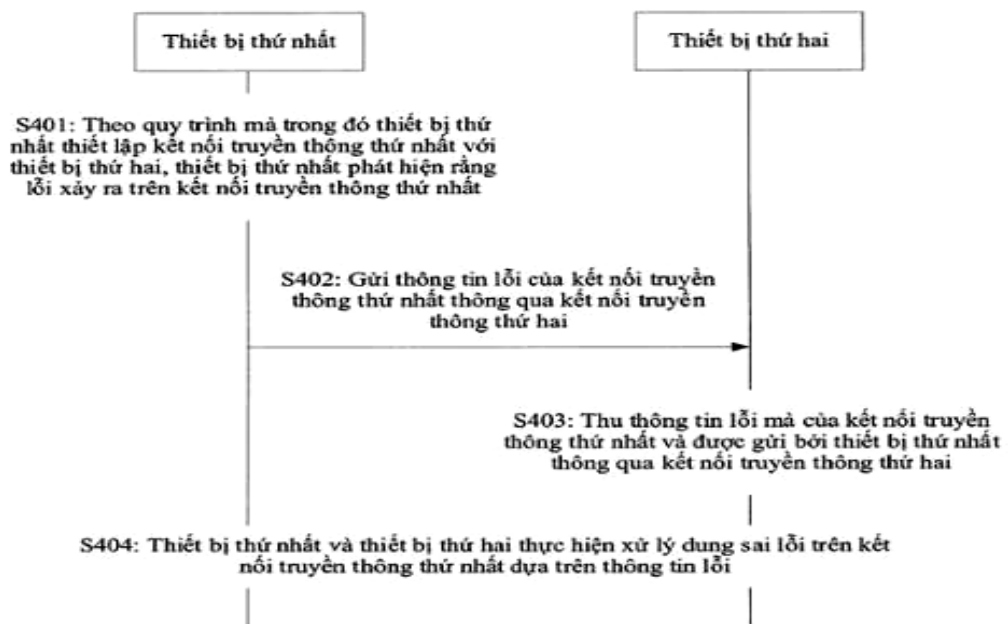 Thiết bị thứ nhất
Thiết bị thứ hai
S401: Theo quy trình mà trong đó thiết bị thứ
nhất thiết lập kết nối truyền thông thứ nhất với
thiết bị thứ hai, thiết bị thứ nhất phát hiện rằng
lỗi xảy ra trên kết nối truyền thông thứ nhất
S402: Gửi thông tin lỗi của kết nối truyền
thông thứ nhất thông qua kết nối truyền
thông thứ hai
S403: Thu thông tin lỗi mà của kết nối truyền
thông thứ nhất và được gửi bởi thiết bị thứ nhất
thông qua kết nối truyền thông thứ hai
S404: Thiết bị thứ nhất và thiết bị thứ hai thực hiện xử lý dung sai lỗi trên kết
nối truyền thông thứ nhất dựa trên thông tin lỗi